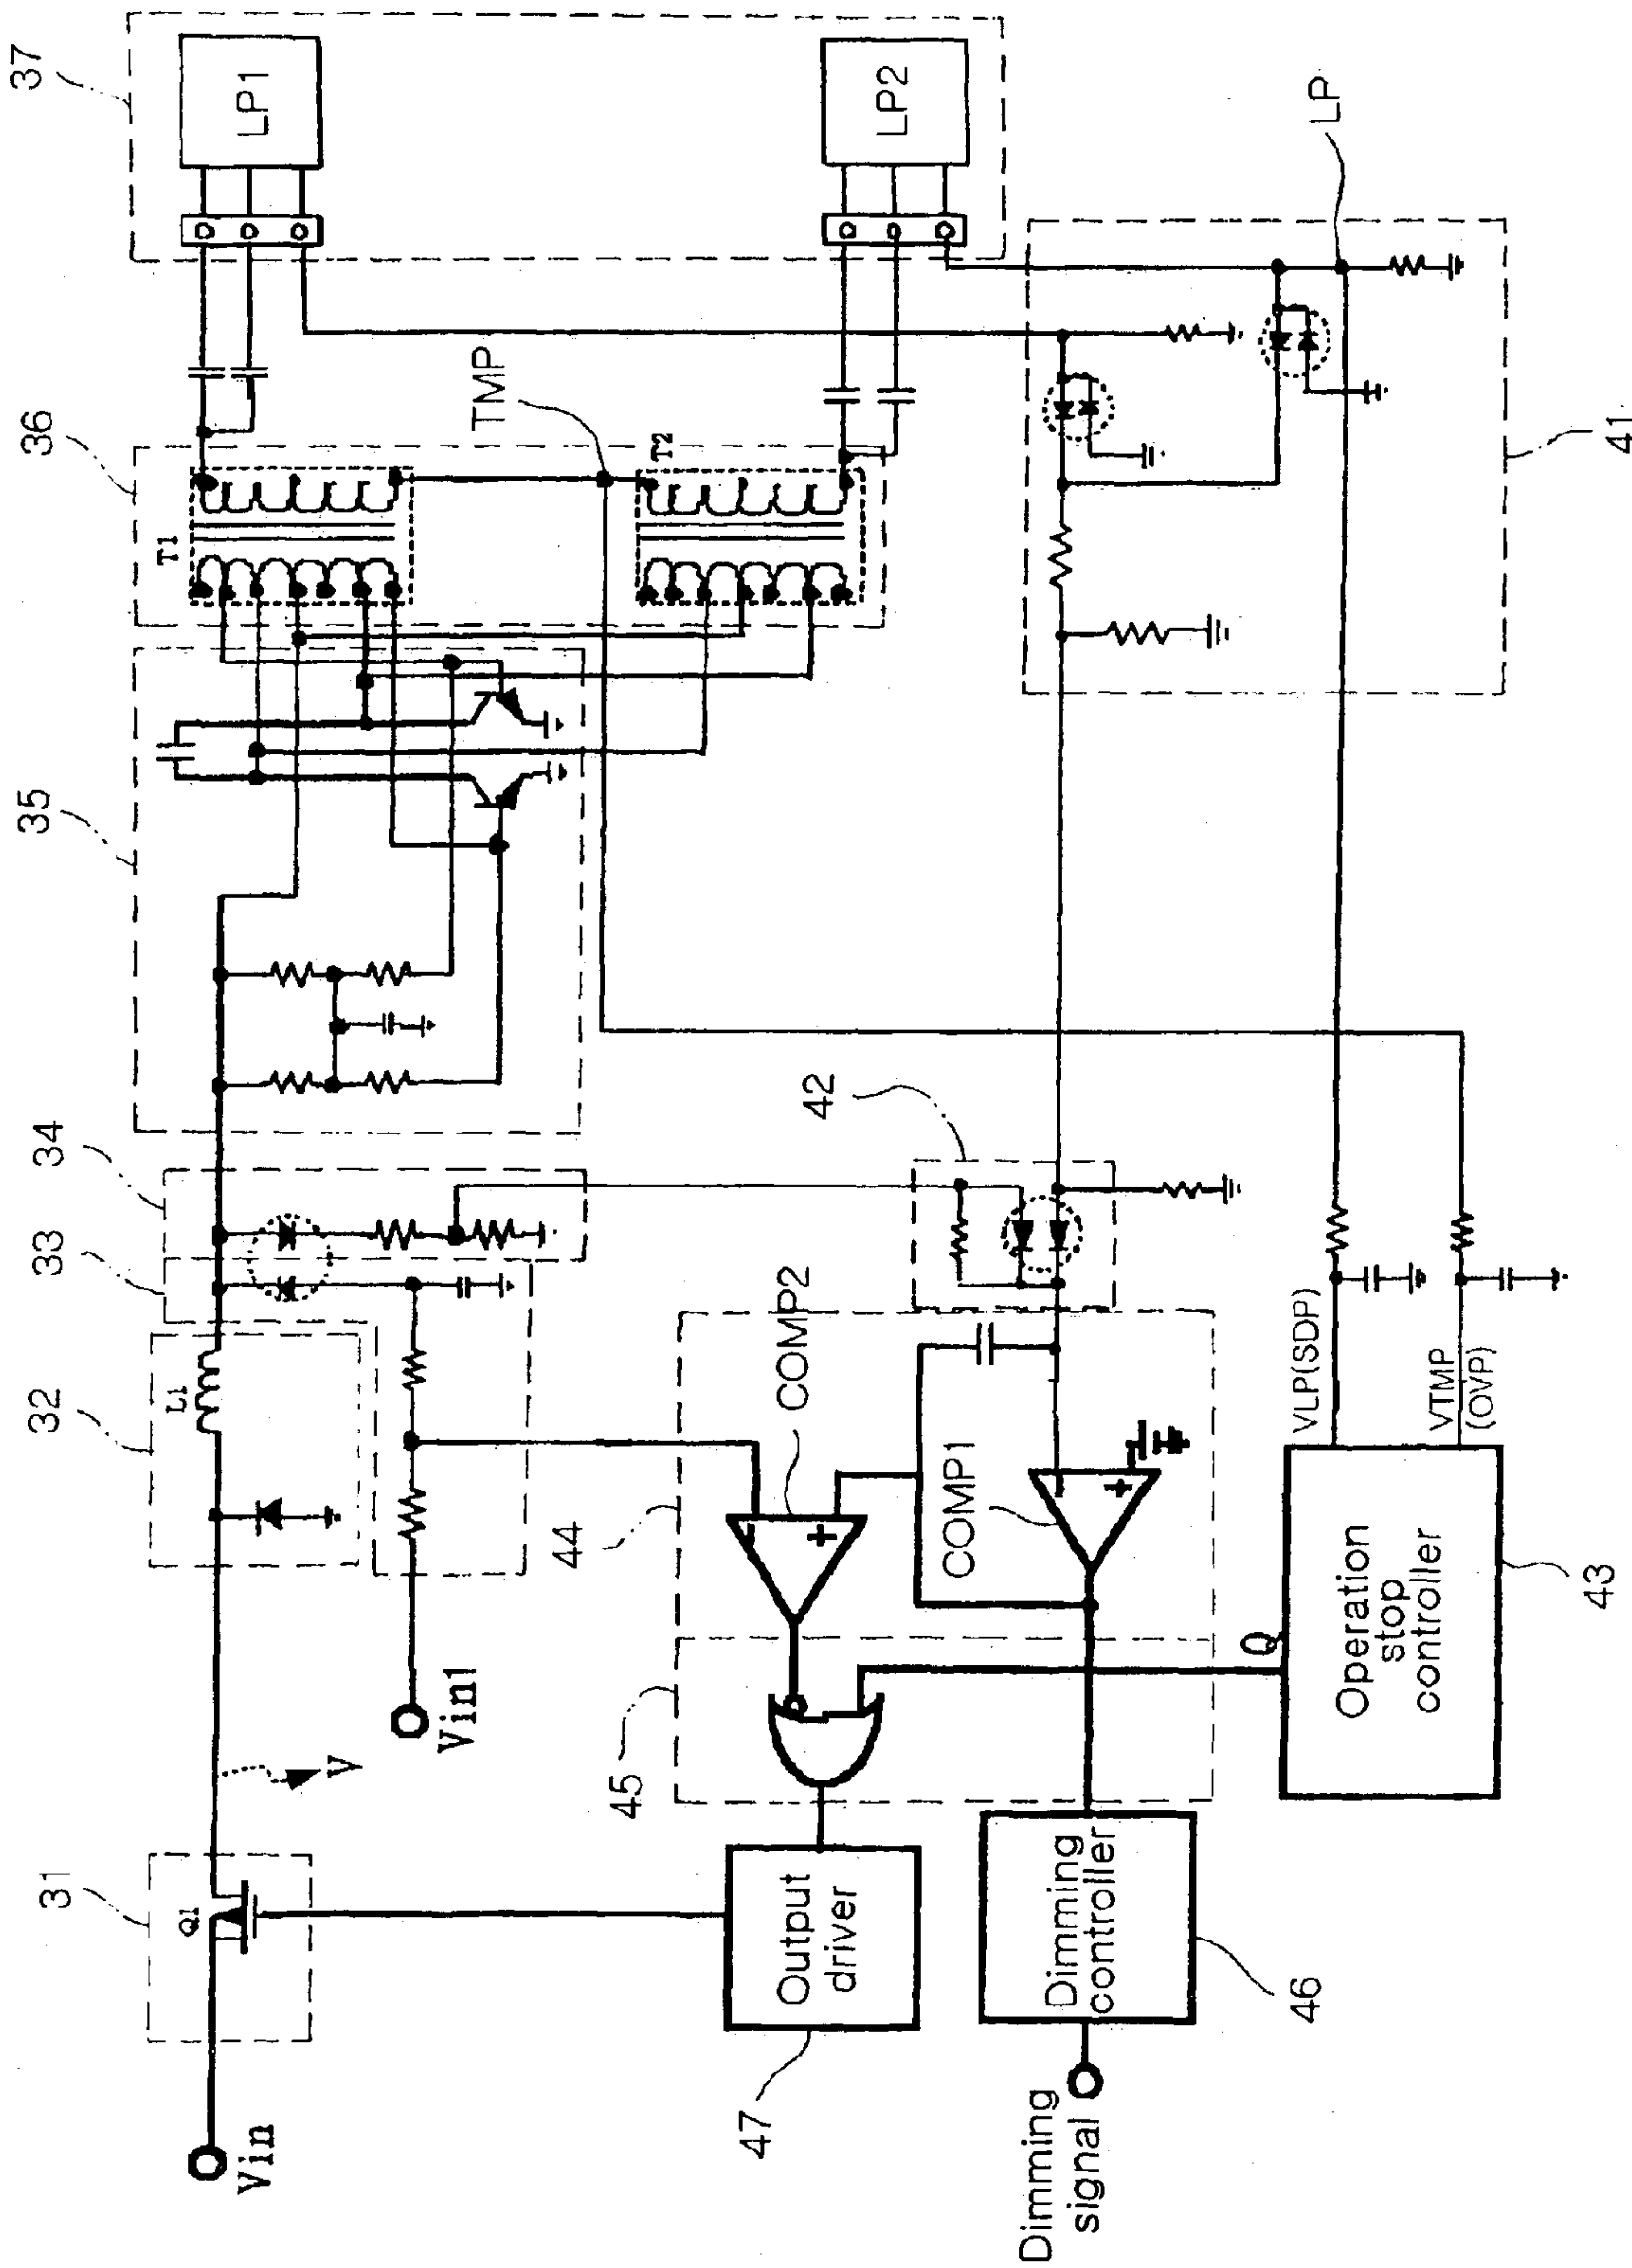 Vin
31
Q1
V
Vin1
32
L1
33
34
35
36
T1
T2
TMP
37
LP1
LP2
LP
41
42
COMP2
COMP1
44
45
-
+
-
+
VLP(SDP)
VTMP
(OVP)
Q
Operation
stop
controller
43
Output
driver
47
Dimming
controller
46
Dimming
signal